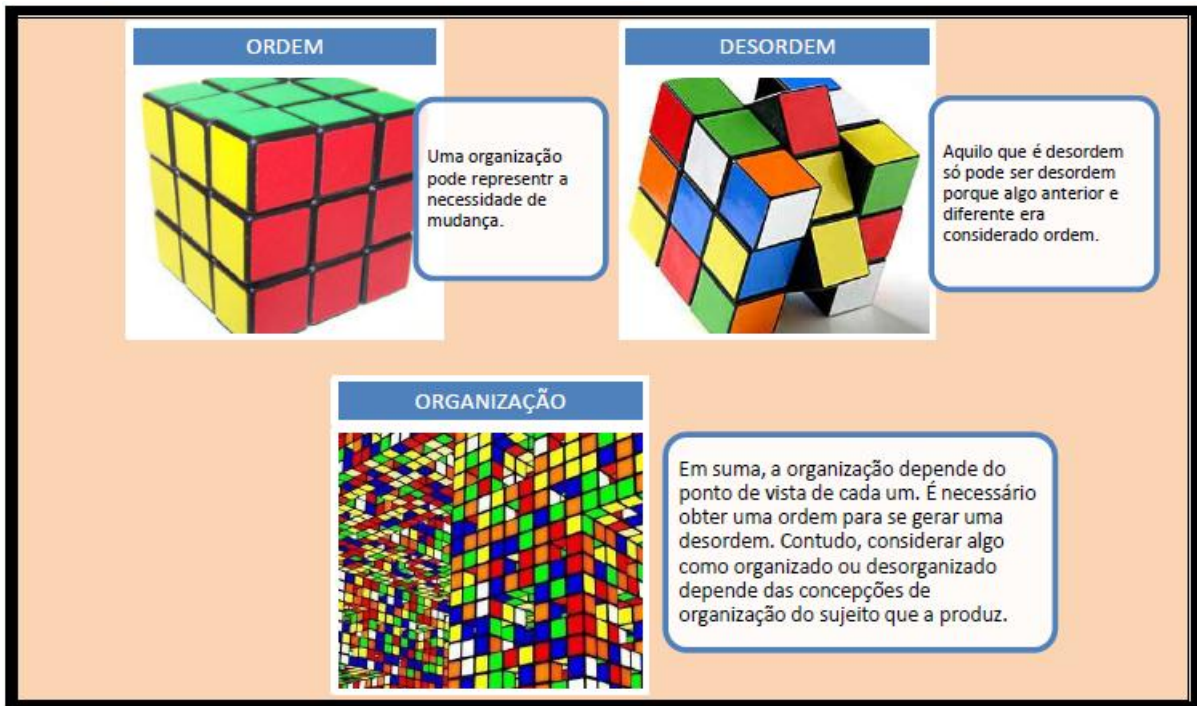 ORDEM
Uma organização
pode representr a
necessidade de
mudança.
DESORDEM
Aquilo que é desordem
só pode ser desordem
porque algo anterior e
diferente era
considerado ordem.
ORGANIZAÇÃO
Em suma, a organização depende do
ponto de vista de cada um. É necessário
obter uma ordem para se gerar uma
desordem. Contudo, considerar algo
como organizado ou desorganizado
depende das concepções de
organização do sujeito que a produz.